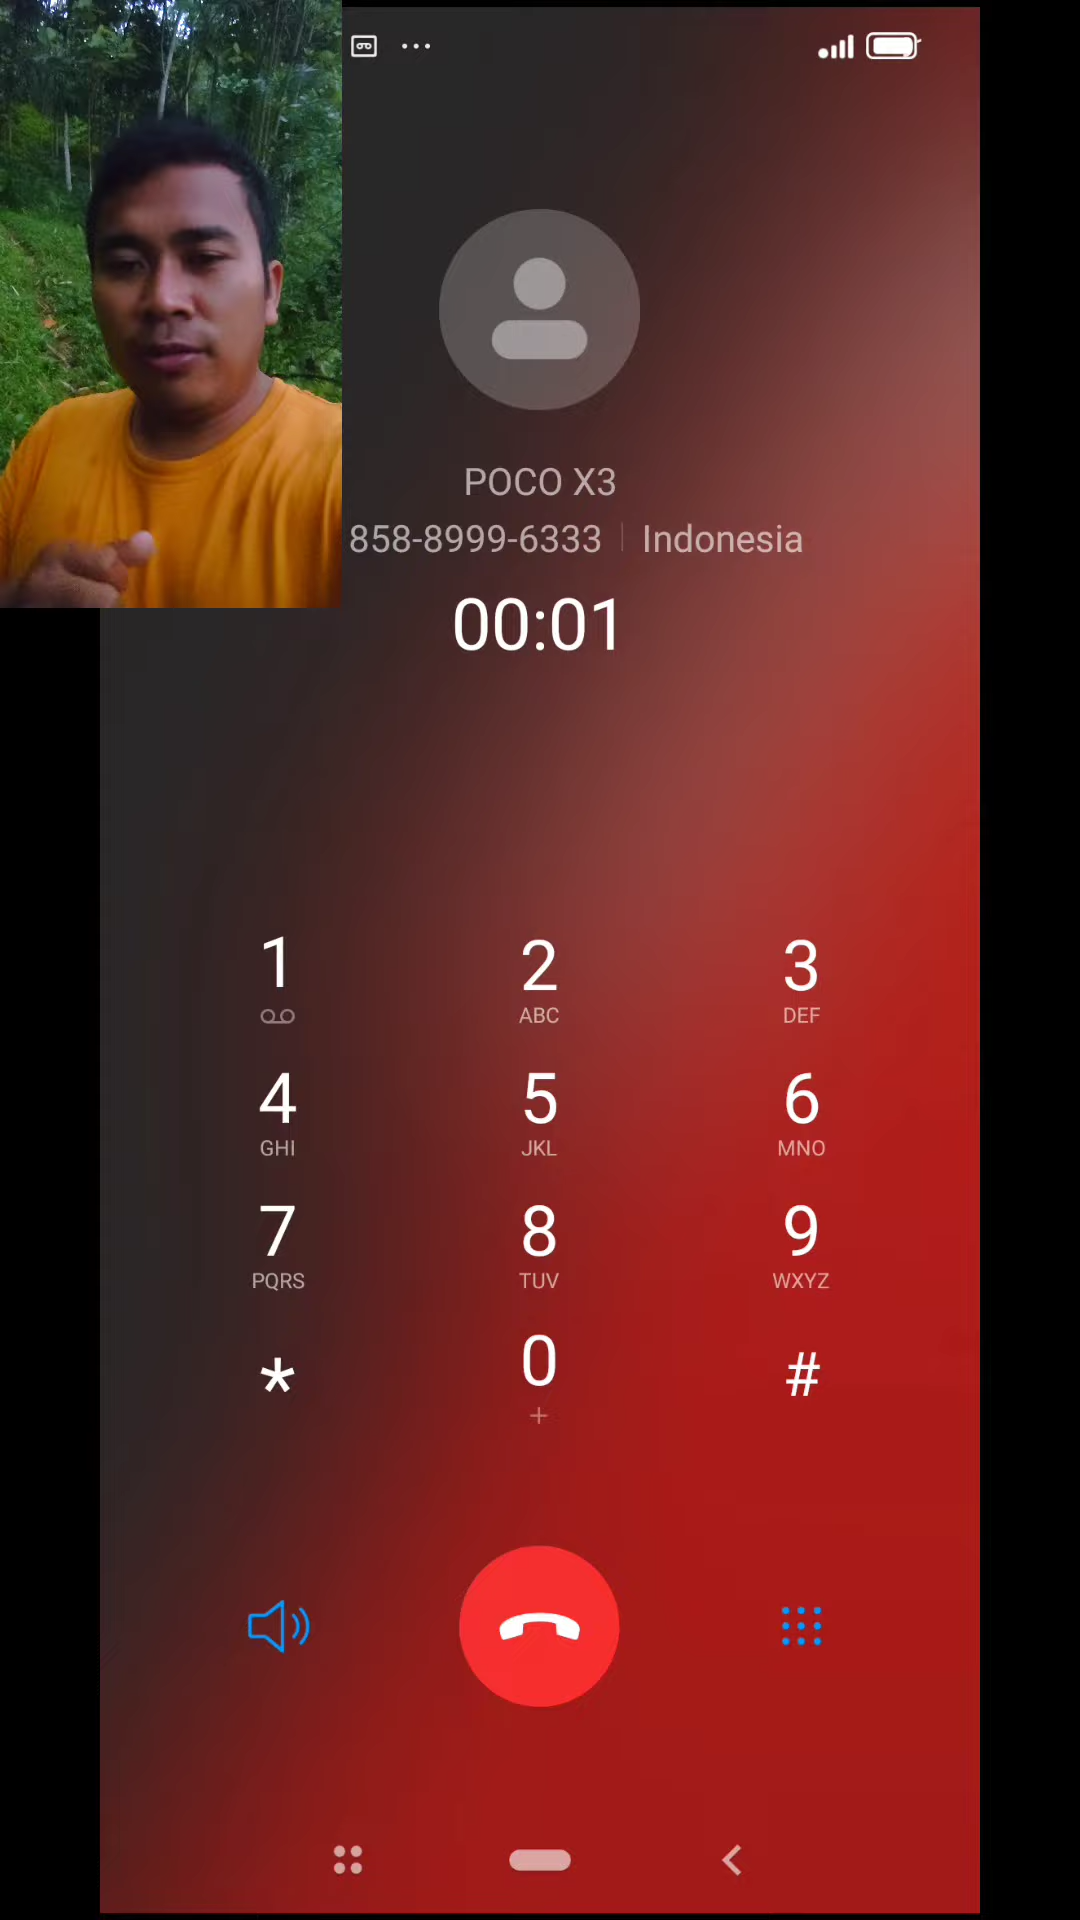 POCO X3
858-8999-6333 | Indonesia
00:01
1
2
ABC
3
DEF
4
GHI
5
JKL
6
MNO
7
PQRS
8
TUV
9
WXYZ
*
0
+
#